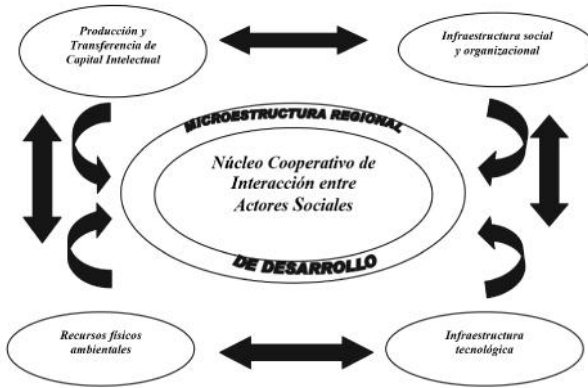 Producción y
Transferencia de
Capital Intelectual
Infraestructura social
y organizacional
MICROESTRUCTURA REGIONAL
Núcleo Cooperativo de
Interacción entre
Actores Sociales
DE DESARROLLO
Recursos físicos
ambientales
Infraestructura
tecnológica